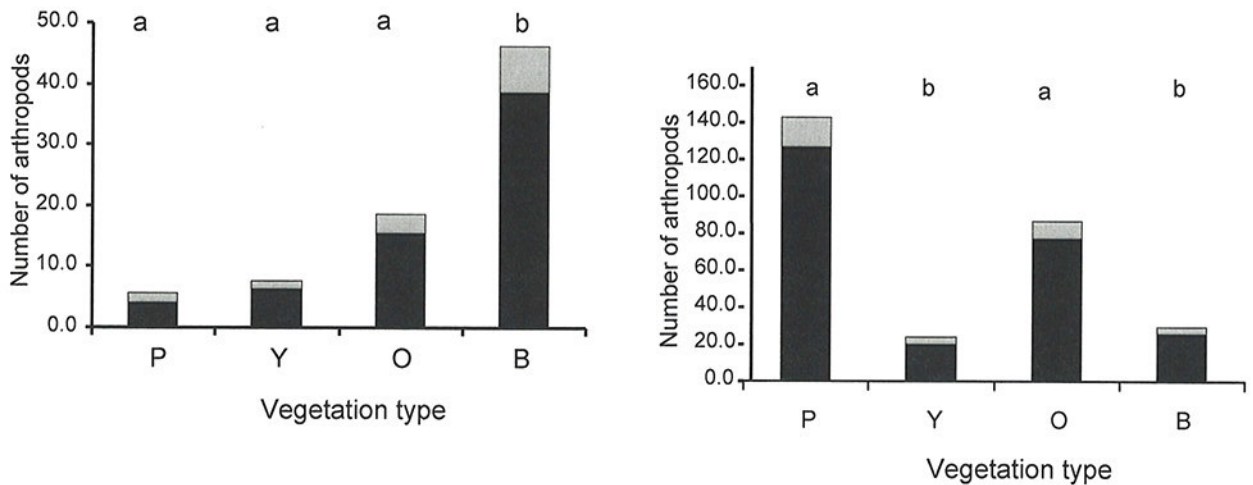 Number of arthropods
50.0
40.0
30.0
20.0
10.0
0.0
a a a b
P Y O B
Vegetation type
Number of arthropods
160.0
140.0
120.0
100.0
80.0
60.0
40.0
20.0
0.0
a b a b
P Y O B
Vegetation type